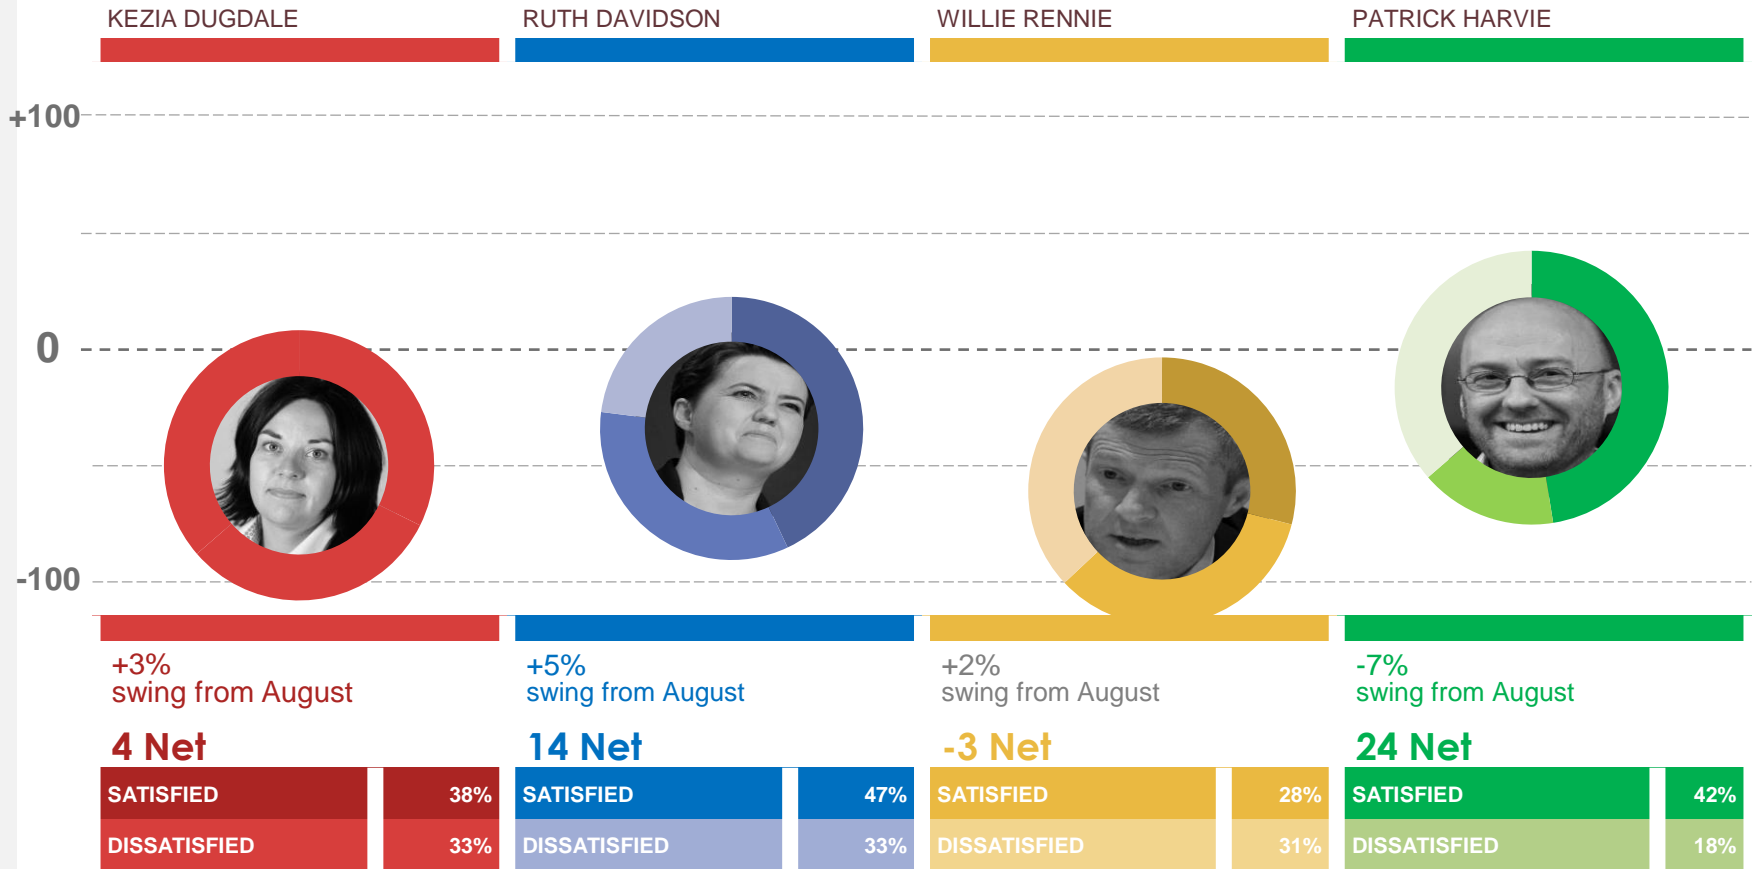 KEZIA DUGDALE
RUTH DAVIDSON
WILLIE RENNIE
PATRICK HARVIE
+100
0
-100
+3%
swing from August
4 Net
SATISFIED 38%
DISSATISFIED 33%
+5%
swing from August
14 Net
SATISFIED 47%
DISSATISFIED 33%
+2%
swing from August
-3 Net
SATISFIED 28%
DISSATISFIED 31%
-7%
swing from August
24 Net
SATISFIED 42%
DISSATISFIED 18%